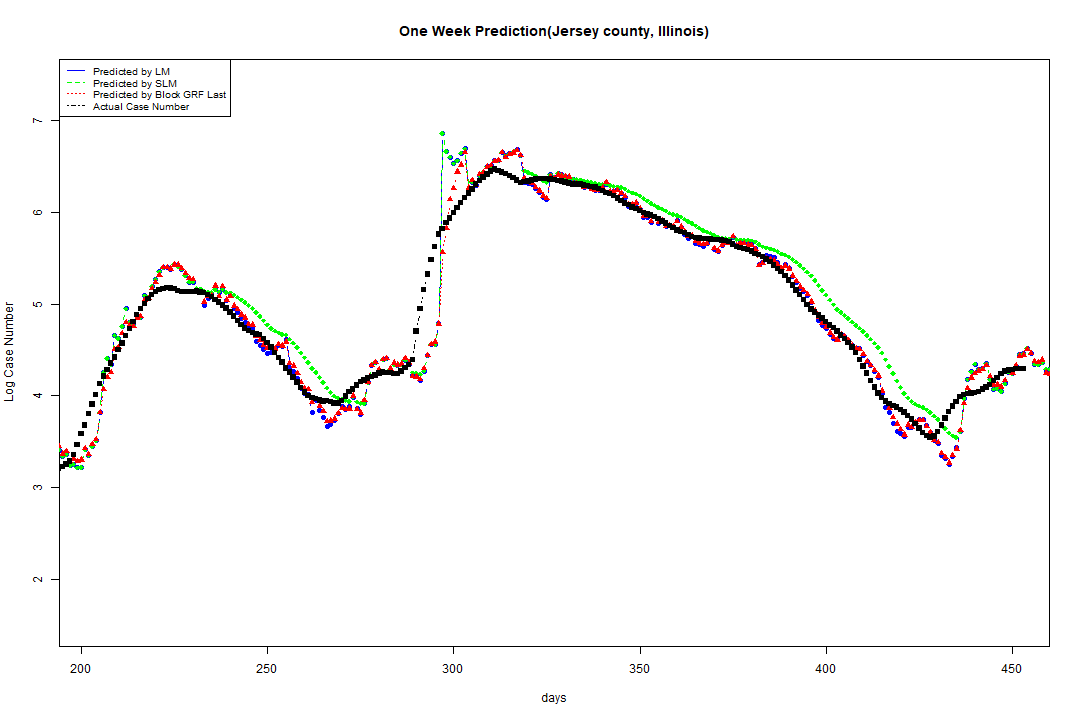 One Week Prediction(Jersey county, Illinois)
Predicted by LM
Predicted by SLM
Predicted by Block GRF Last
Actual Case Number
7
6
5
4
3
2
Log Case Number
200 250 300 350 400 450
days